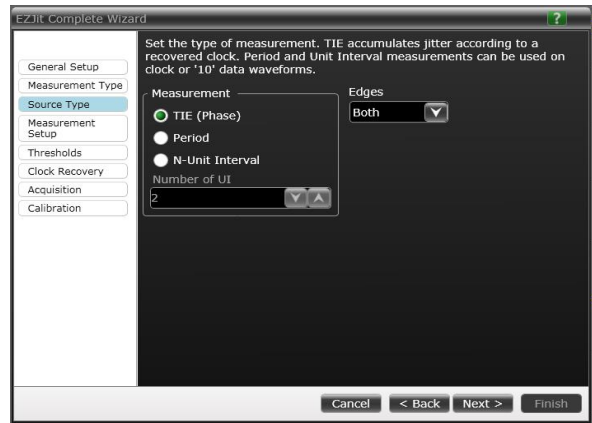 EZJit Complete Wizard
?
General Setup
Measurement Type
Source Type
Measurement
Setup
Thresholds
Clock Recovery
Acquisition
Calibration
Set the type of measurement. TIE accumulates jitter according to a
recovered clock. Period and Unit Interval measurements can be used on
clock or '10' data waveforms.
Measurement
TIE (Phase)
Period
N-Unit Interval
Number of UI
2
Edges
Both
Cancel
< Back
Next >
Finish